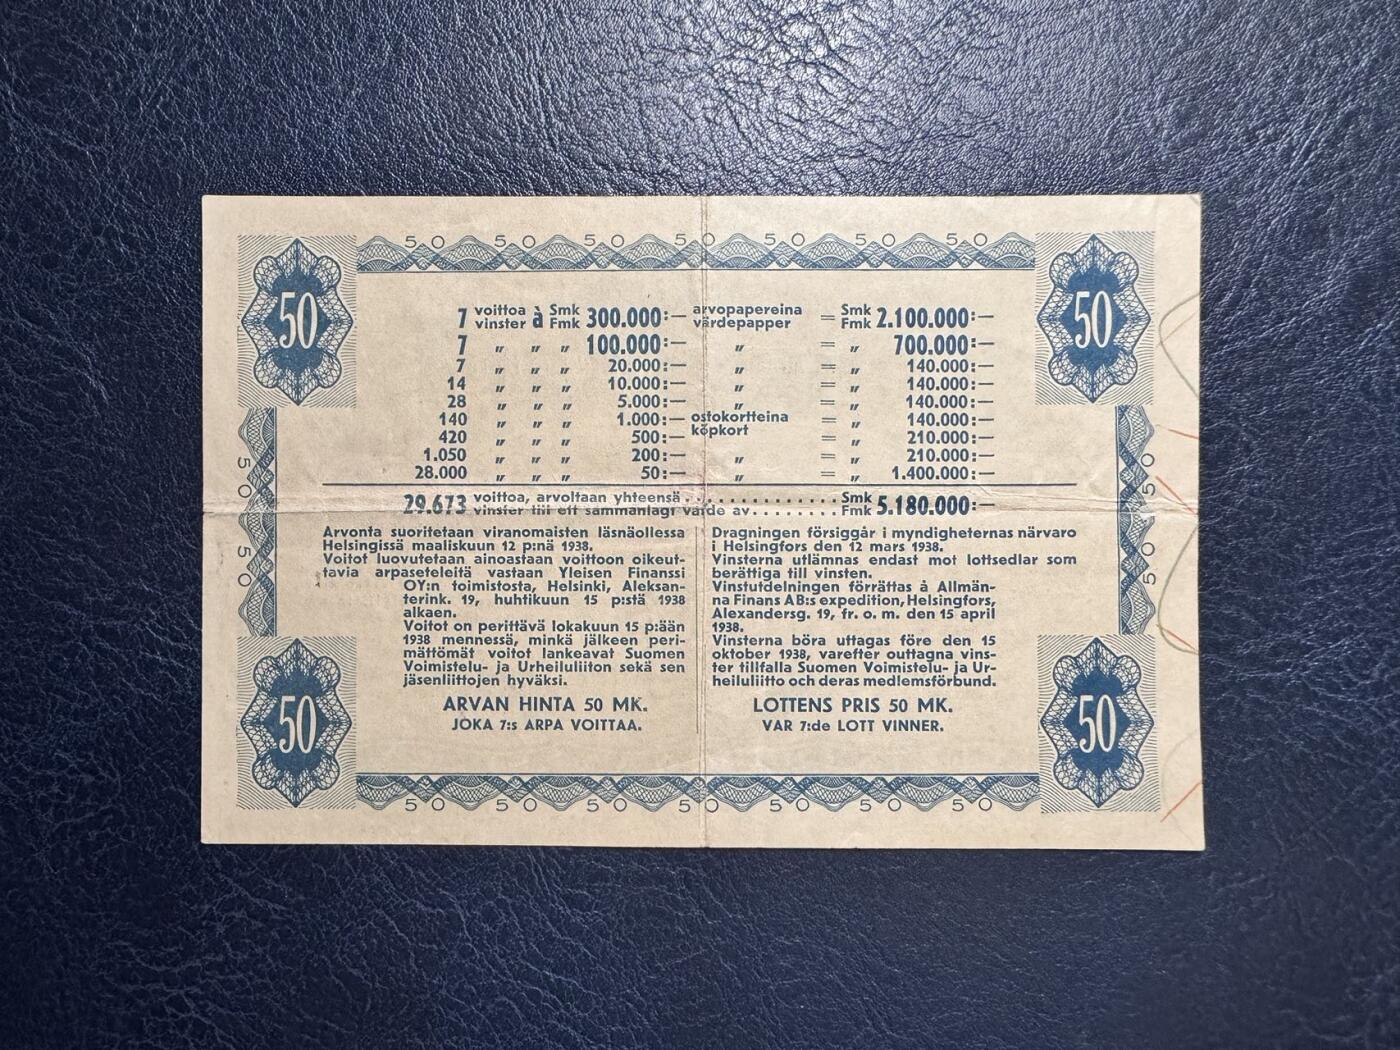 50 50 50 50 50 50 50
50 50
7 voittoa vinster à Smk Fmk 300.000:— arvopapereina värdepapper = Smk Fmk 2.100.000:—
7 " " " 100.000:— " = " 700.000:—
7 " " " 20.000:— " = " 140.000:—
14 " " " 10.000:— " = " 140.000:—
28 " " " 5.000:— " = " 140.000:—
140 " " " 1.000:— ostokortteina köpkort = " 140.000:—
420 " " " 500:— = " 210.000:—
1.050 " " " 200:— " = " 210.000:—
28.000 " " " 50:— " = " 1.400.000:—
29.673 voittoa, arvoltaan yhteensä . . . . . . . . . . . . . Smk 5.180.000:—
vinster till ett sammanlagt värde av . . . . . . . . Fmk
Arvonta suoritetaan viranomaisten läsnäollessa
Helsingissä maaliskuun 12 p:nä 1938.
Voitot luovutetaan ainoastaan voittoon oikeut-
tavia arpaseteleitä vastaan Yleisen Finanssi
OY:n toimistosta, Helsinki, Aleksan-
terink. 19, huhtikuun 15 p:stä 1938
alkaen.
Voitot on perittävä lokakuun 15 p:ään
1938 mennessä, minkä jälkeen peri-
mättömät voitot lankeavat Suomen
Voimistelu- ja Urheiluliiton sekä sen
jäsenliittojen hyväksi.
ARVAN HINTA 50 MK.
JOKA 7:s ARPA VOITTAA.
Dragningen försiggår i myndigheternas närvaro
i Helsingfors den 12 mars 1938.
Vinsterna utlämnas endast mot lottsedlar som
berättiga till vinsten.
Vinstutdelningen förrättas å Allmän-
na Finans AB:s expedition, Helsingfors,
Alexandersg. 19, fr. o. m. den 15 april
1938.
Vinsterna böra uttagas före den 15
oktober 1938, varefter outtagna vins-
ter tillfalla Suomen Voimistelu- ja Ur-
heiluliitto och deras medlemsförbund.
LOTTENS PRIS 50 MK.
VAR 7:de LOTT VINNER.
50 50
50 50
50 50
50 50 50 50 50 50 50